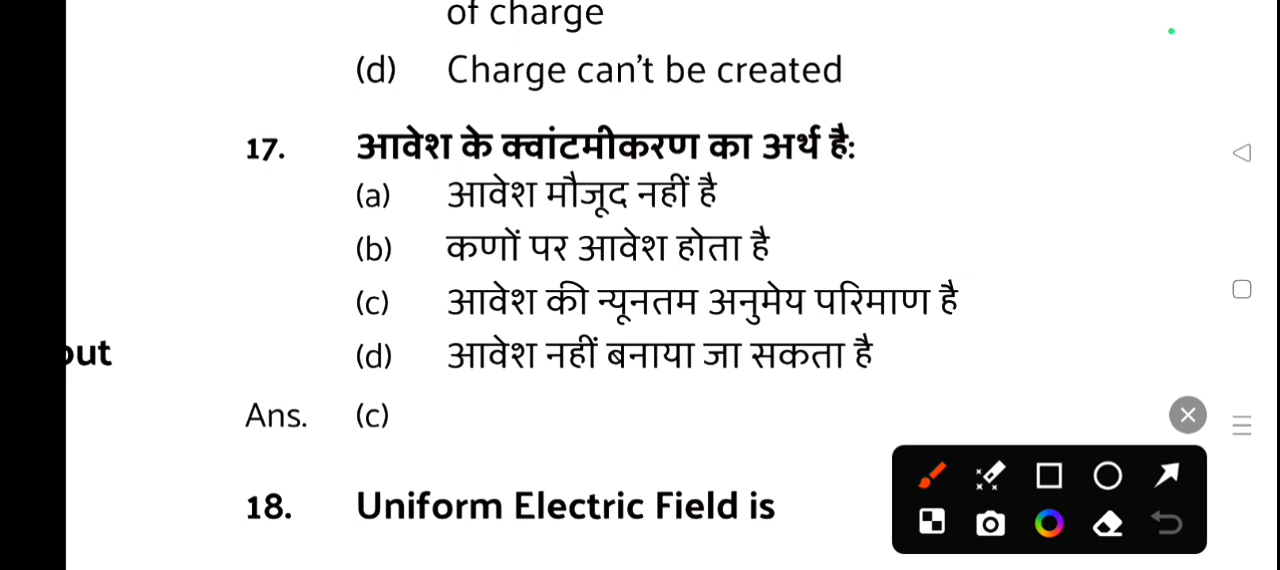 of charge
(d) Charge can't be created
17. आवेश के क्वांटमीकरण का अर्थ है:
(a) आवेश मौजूद नहीं है
(b) कणों पर आवेश होता है
(c) आवेश की न्यूनतम अनुमेय परिमाण है
(d) आवेश नहीं बनाया जा सकता है
out
Ans. (c)
18. Uniform Electric Field is